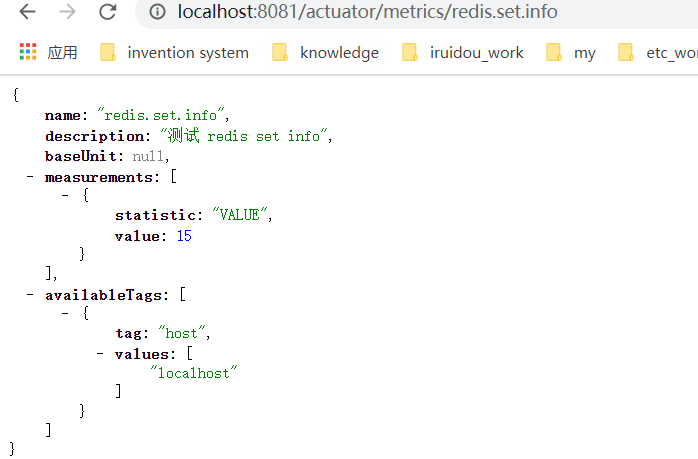 localhost:8081/actuator/metrics/redis.set.info
应用 invention system knowledge iruidou_work my etc_wo
{
name: "redis.set.info",
description: "测试 redis set info",
baseUnit: null,
- measurements: [
- {
statistic: "VALUE",
value: 15
}
],
- availableTags: [
- {
tag: "host",
- values: [
"localhost"
]
}
]
}